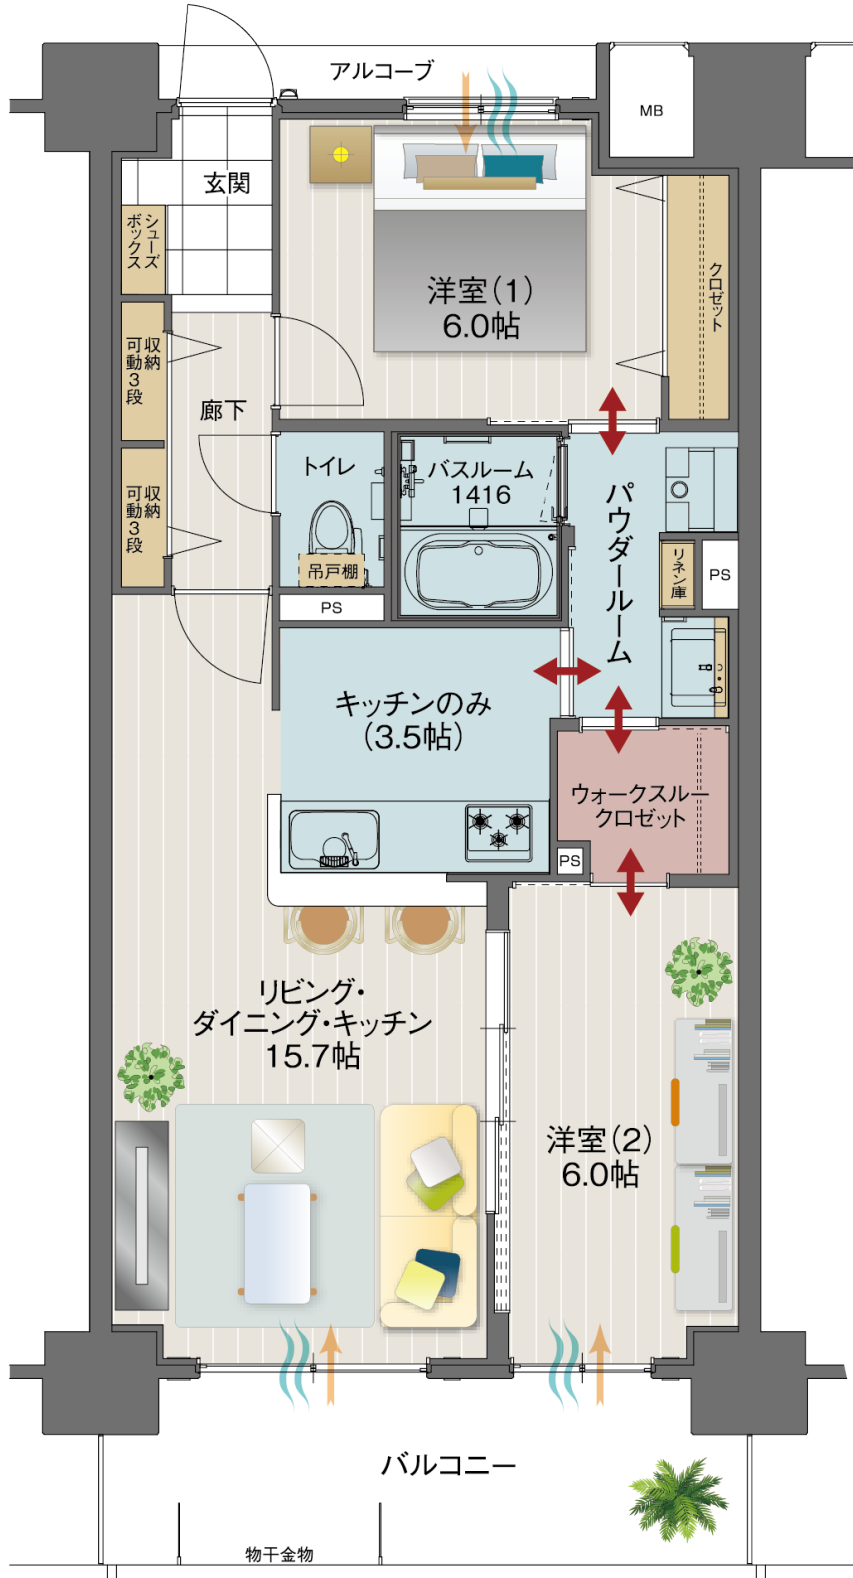 アルコーブ
MB
玄関
シューズ
ボックス
洋室(1)
6.0帖
クロゼット
収納
可動3段
廊下
トイレ
バスルーム
1416
パウダールーム
収納
可動3段
吊戸棚
リネン庫
PS
PS
キッチンのみ
(3.5帖)
ウォークスルー
クロゼット
PS
リビング・
ダイニング・キッチン
15.7帖
洋室(2)
6.0帖
バルコニー
物干金物